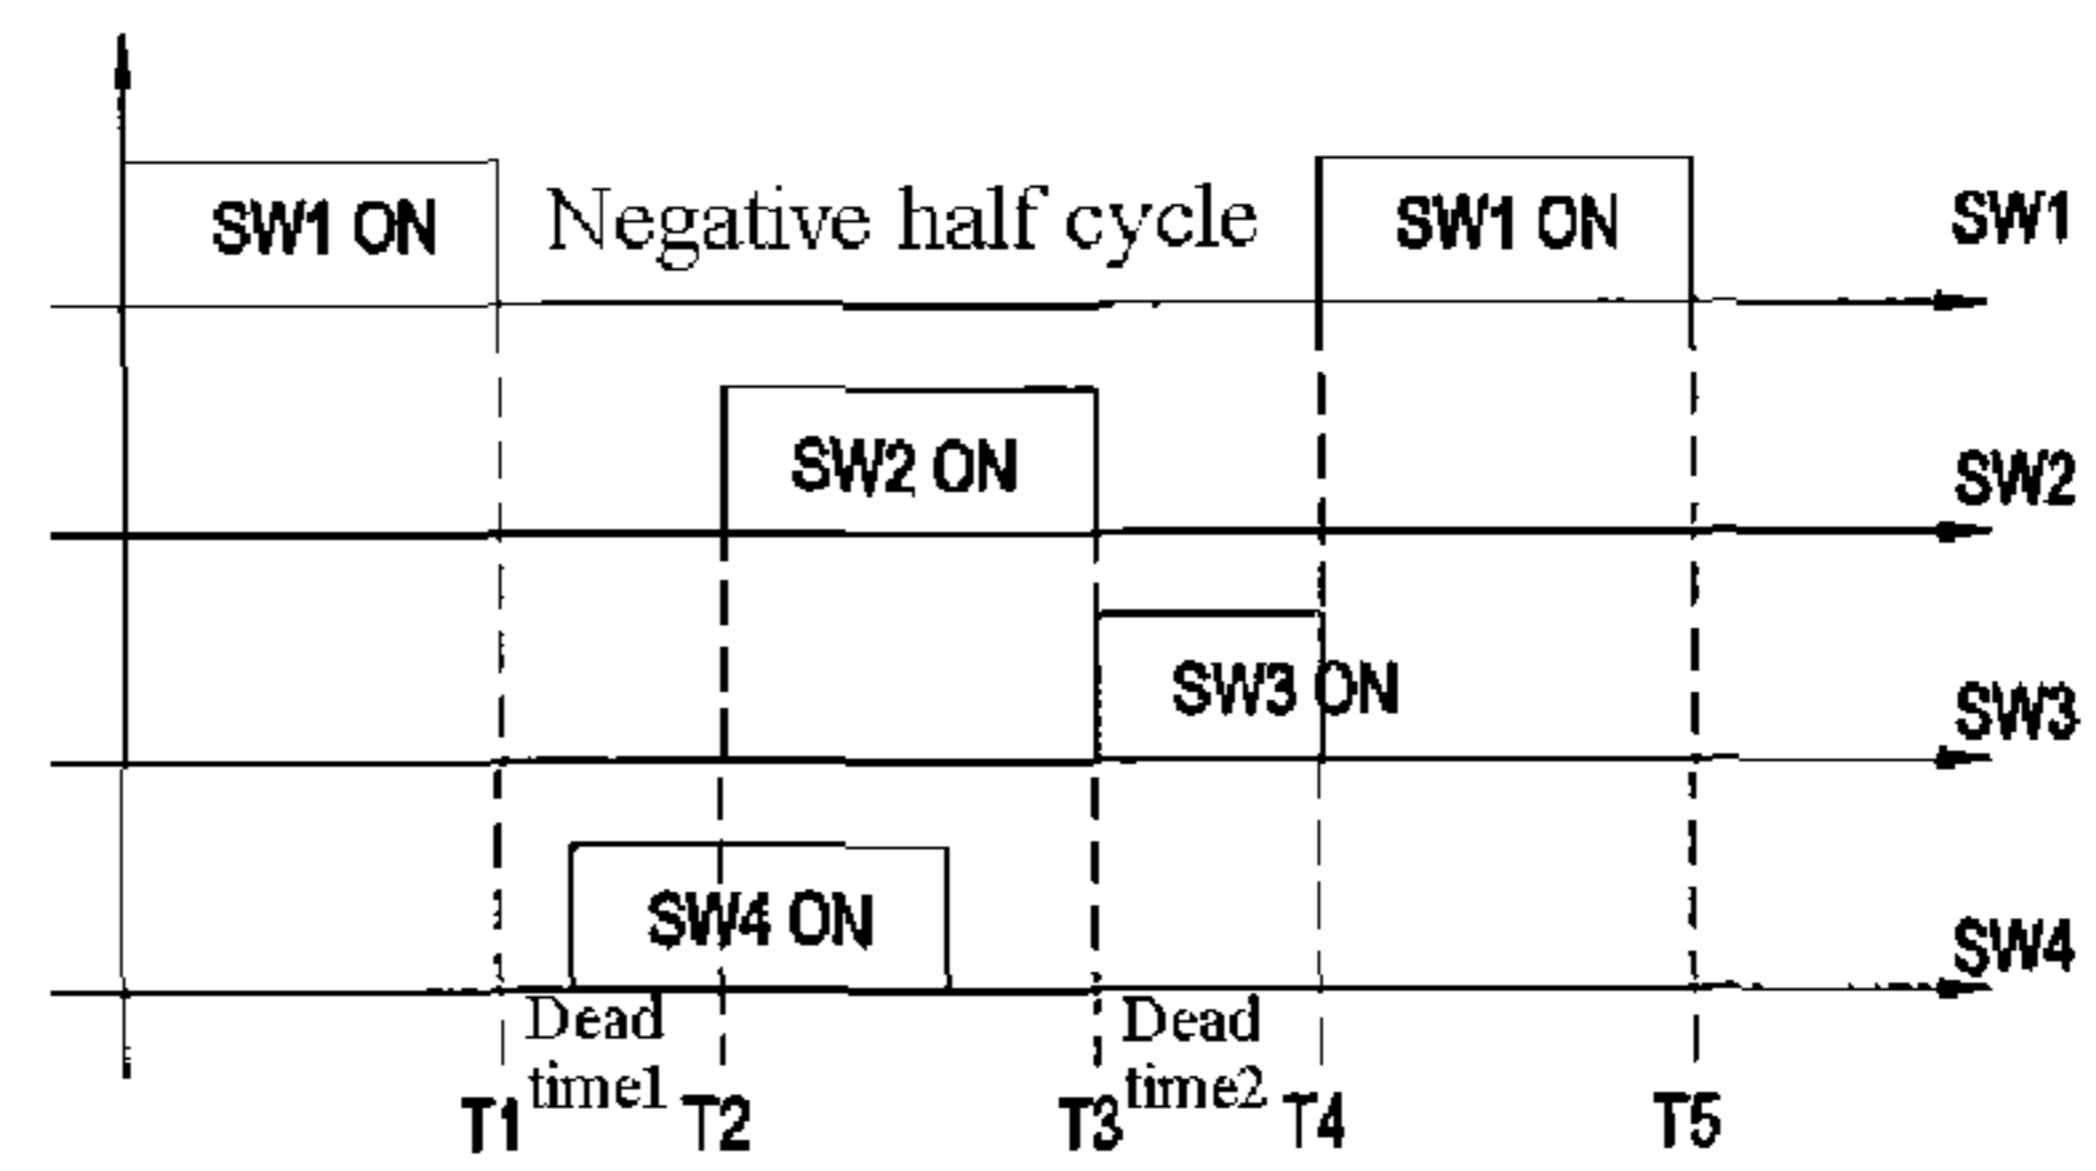 SW1 ON Negative half cycle SW1 ON SW1
SW2 ON SW2
SW3 ON SW3
SW4 ON SW4
Dead time1 Dead time2
T1 T2 T3 T4 T5